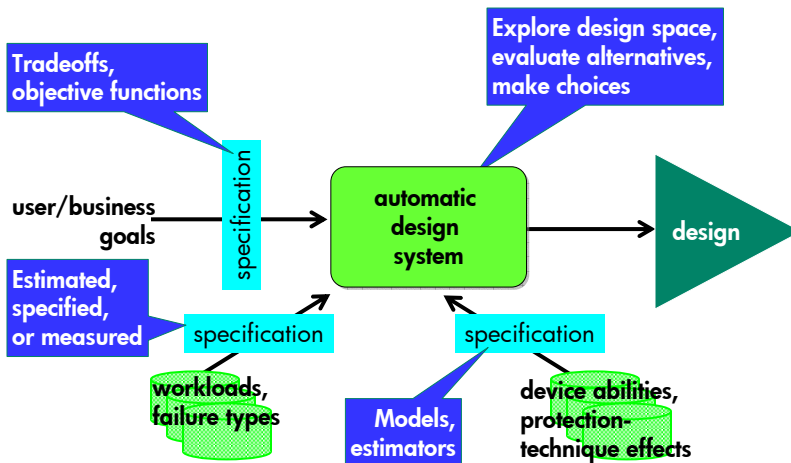 Tradeoffs,
objective functions
Explore design space,
evaluate alternatives,
make choices
specification
user/business
goals
automatic
design
system
design
Estimated,
specified,
or measured
specification
specification
workloads,
failure types
Models,
estimators
device abilities,
protection-
technique effects